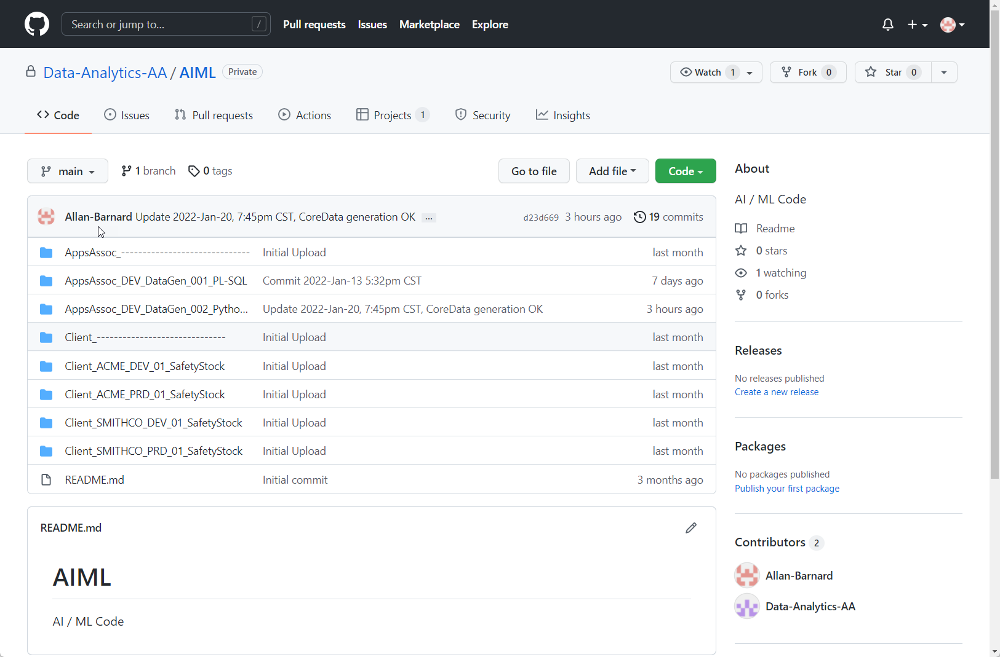 Search or jump to... / Pull requests Issues Marketplace Explore
Data-Analytics-AA / AIML Private Watch 1 Fork 0 Star 0
Code Issues Pull requests Actions Projects 1 Security Insights
main 1 branch 0 tags Go to file Add file Code
Allan-Barnard Update 2022-Jan-20, 7:45pm CST, CoreData generation OK ... d23d669 3 hours ago 19 commits
AppsAssoc_------------------------------ Initial Upload last month
AppsAssoc_DEV_DataGen_001_PL-SQL Commit 2022-Jan-13 5:32pm CST 7 days ago
AppsAssoc_DEV_DataGen_002_Pytho... Update 2022-Jan-20, 7:45pm CST, CoreData generation OK 3 hours ago
Client_------------------------------ Initial Upload last month
Client_ACME_DEV_01_SafetyStock Initial Upload last month
Client_ACME_PRD_01_SafetyStock Initial Upload last month
Client_SMITHCO_DEV_01_SafetyStock Initial Upload last month
Client_SMITHCO_PRD_01_SafetyStock Initial Upload last month
README.md Initial commit 3 months ago
README.md
AIML
AI / ML Code
About
AI / ML Code
Readme
0 stars
1 watching
0 forks
Releases
No releases published
Create a new release
Packages
No packages published
Publish your first package
Contributors 2
Allan-Barnard
Data-Analytics-AA